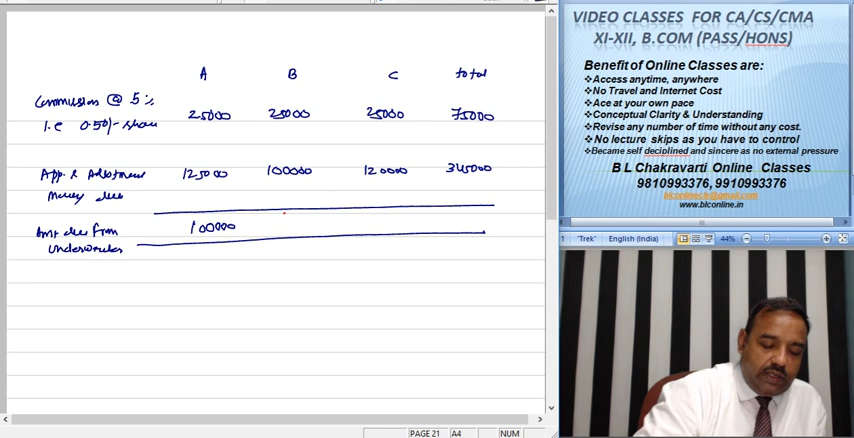 A B C total
Commission @ 5%
25000 25000 25000 75000
I.e 0.50/- share
App. & Allotment 125000 100000 120000 345000
Money due
Amt due from 100000
Underwriter
PAGE 21 A4 NUM
VIDEO CLASSES FOR CA/CS/CMA
XI-XII, B.COM (PASS/HONS)
Benefit of Online Classes are:
❖Access anytime, anywhere
❖No Travel and Internet Cost
❖Ace at your own pace
❖Conceptual Clarity & Understanding
❖Revise any number of time without any cost.
❖No lecture skips as you have to control
❖Became self deciplined and sincere as no external pressure
B L Chakravarti Online Classes
9810993376, 9910993376
www.blconline.in
1 "Trek" English (India) 44%